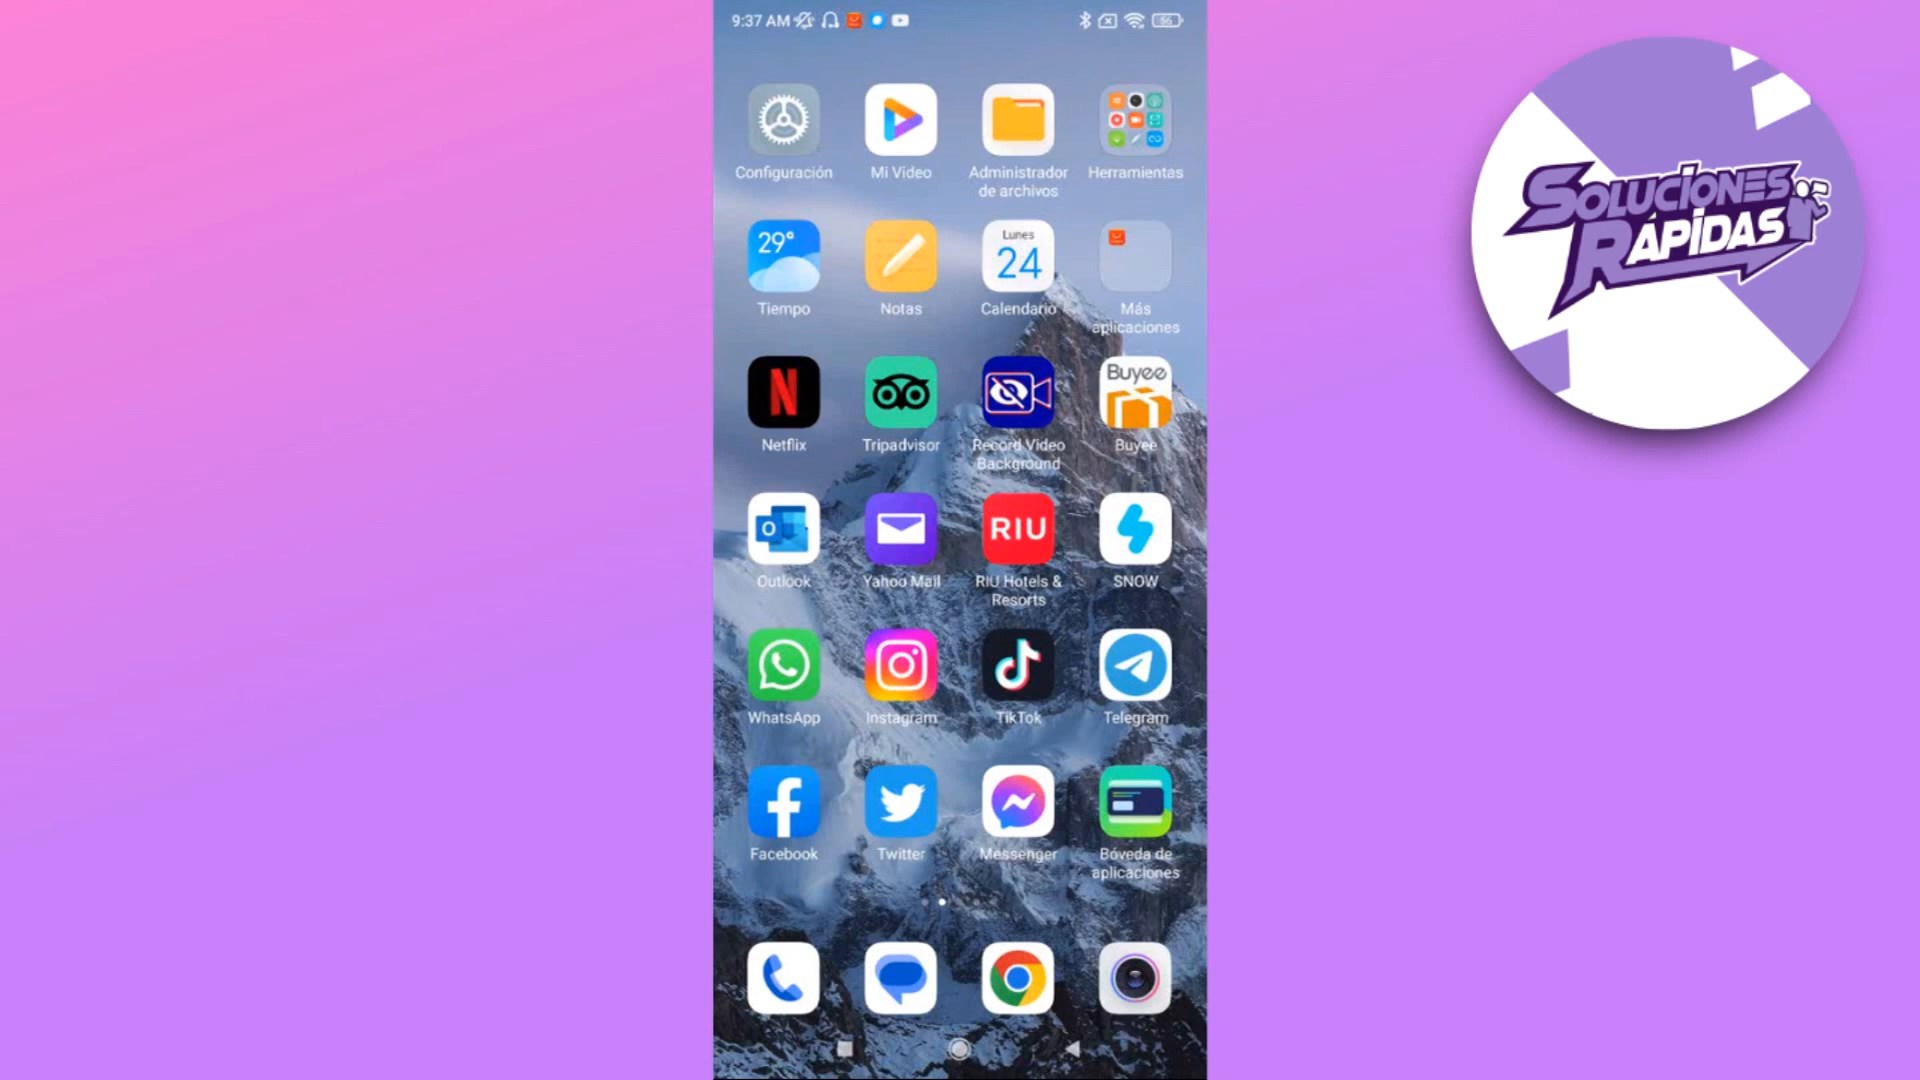 9:37 AM
56
Configuración
Mi Video
Administrador
de archivos
Herramientas
29°
Lunes
24
Tiempo
Notas
Calendario
Más
aplicaciones
N
Buyee
Netflix
Tripadvisor
Record Video
Background
Buyee
O
RIU
Outlook
Yahoo Mail
RIU Hotels &
Resorts
SNOW
WhatsApp
Instagram
TikTok
Telegram
Facebook
Twitter
Messenger
Bóveda de
aplicaciones
SOLUCIONES
RÁPIDAS